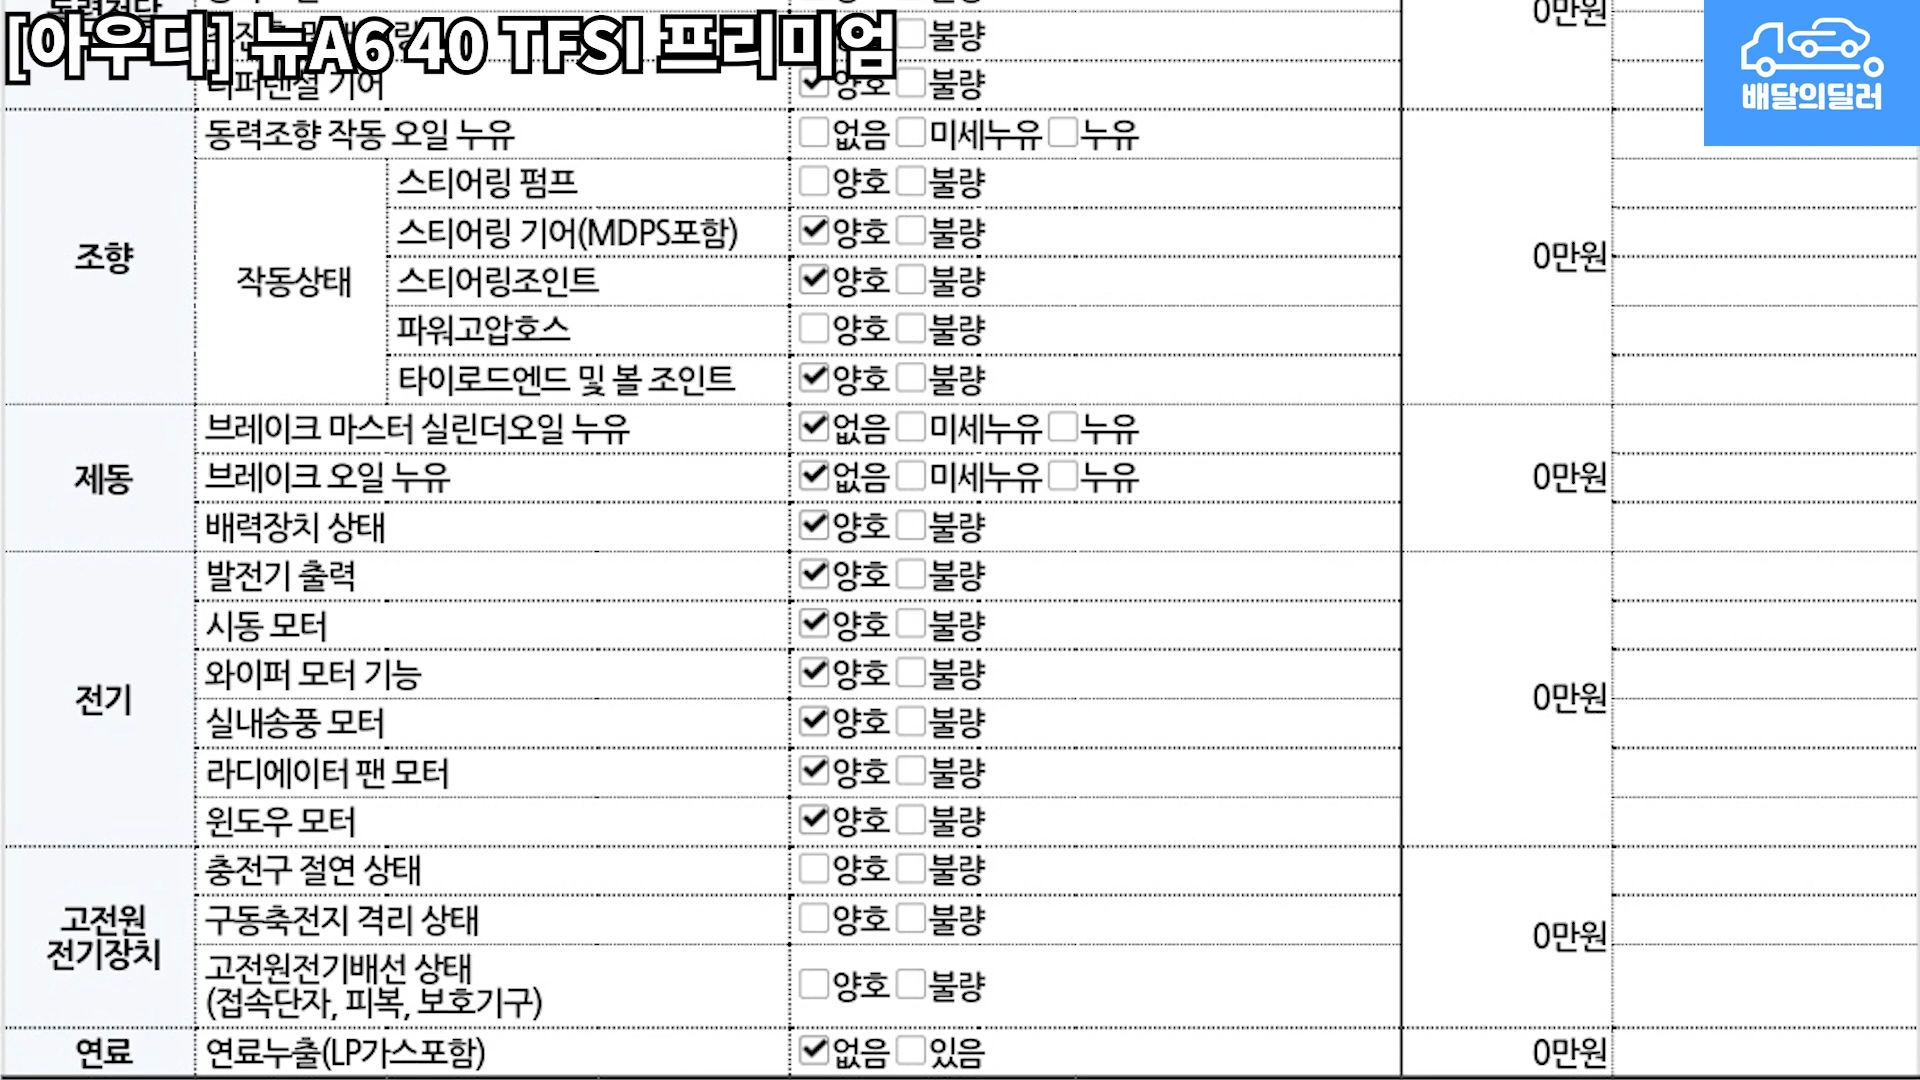 [아우디] 뉴A6 40 TFSI 프리미엄
배달의딜러
0만원
불량
디퍼렌셜 기어 양호 불량
조향
동력조향 작동 오일 누유 없음 미세누유 누유
작동상태
스티어링 펌프 양호 불량
스티어링 기어(MDPS포함) 양호 불량
0만원
스티어링조인트 양호 불량
파워고압호스 양호 불량
타이로드엔드 및 볼 조인트 양호 불량
제동
브레이크 마스터 실린더오일 누유 없음 미세누유 누유
브레이크 오일 누유 없음 미세누유 누유
0만원
배력장치 상태 양호 불량
전기
발전기 출력 양호 불량
시동 모터 양호 불량
와이퍼 모터 기능 양호 불량
0만원
실내송풍 모터 양호 불량
라디에이터 팬 모터 양호 불량
윈도우 모터 양호 불량
고전원
전기장치
충전구 절연 상태 양호 불량
구동축전지 격리 상태 양호 불량
0만원
고전원전기배선 상태
(접속단자, 피복, 보호기구)
양호 불량
연료
연료누출(LP가스포함) 없음 있음
0만원